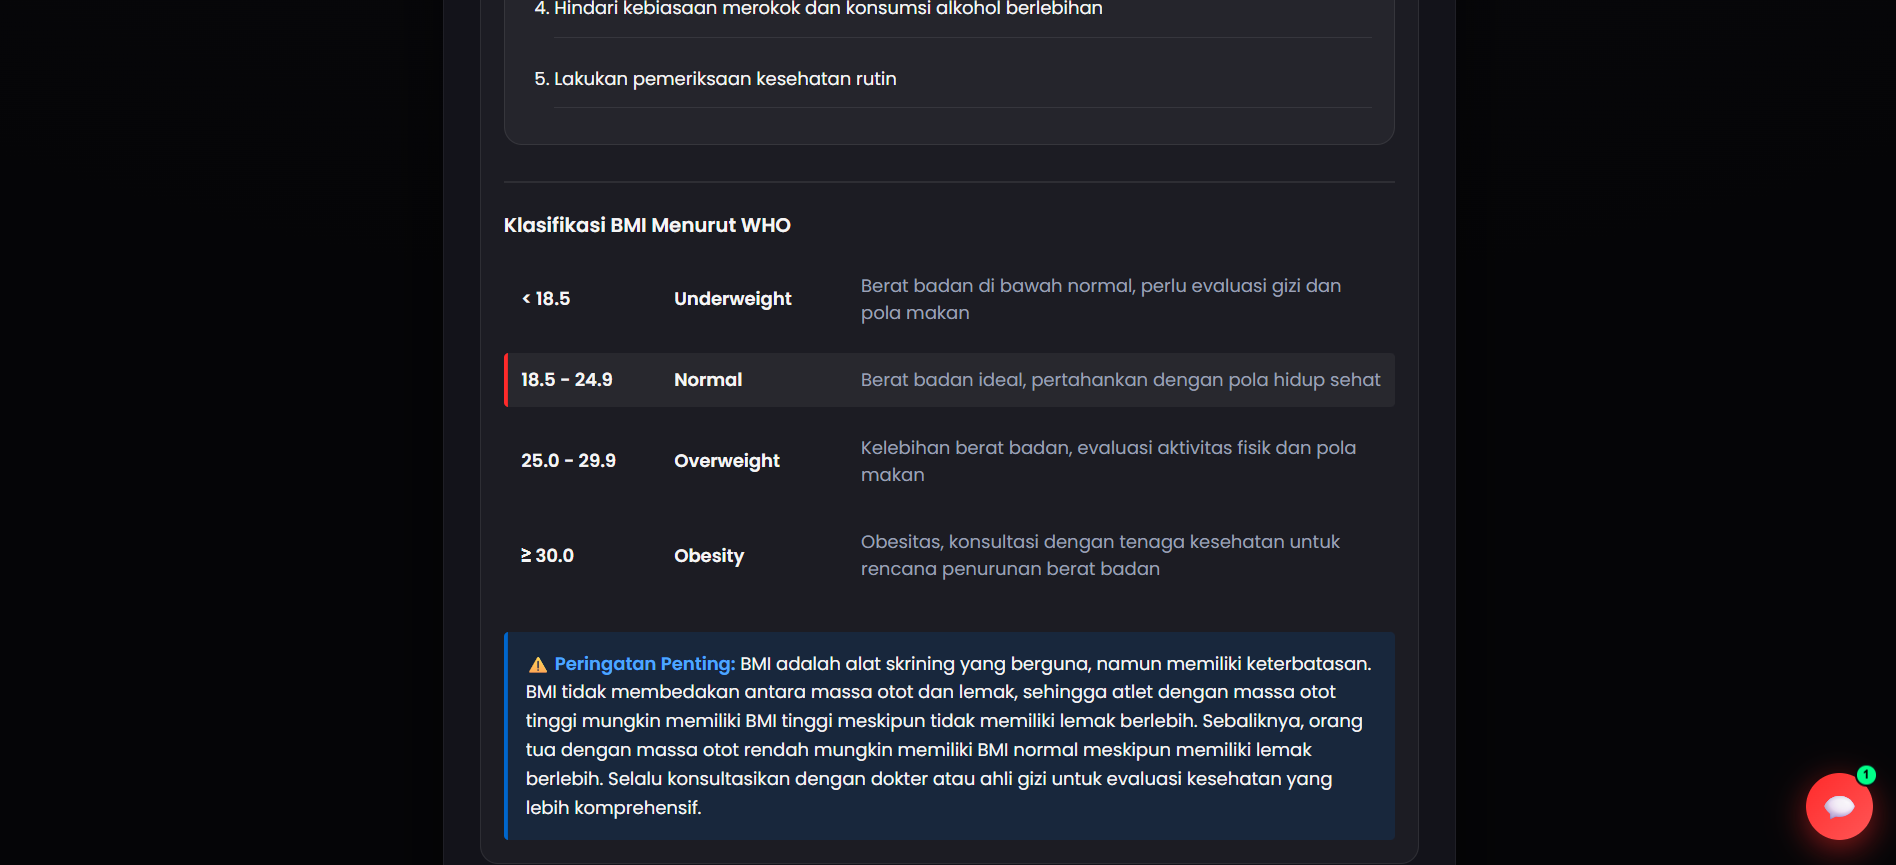 4. Hindari kebiasaan merokok dan konsumsi alkohol berlebihan
5. Lakukan pemeriksaan kesehatan rutin
Klasifikasi BMI Menurut WHO
< 18.5 Underweight Berat badan di bawah normal, perlu evaluasi gizi dan
pola makan
18.5 - 24.9 Normal Berat badan ideal, pertahankan dengan pola hidup sehat
25.0 - 29.9 Overweight Kelebihan berat badan, evaluasi aktivitas fisik dan pola
makan
≥ 30.0 Obesity Obesitas, konsultasi dengan tenaga kesehatan untuk
rencana penurunan berat badan
⚠️ Peringatan Penting: BMI adalah alat skrining yang berguna, namun memiliki keterbatasan.
BMI tidak membedakan antara massa otot dan lemak, sehingga atlet dengan massa otot
tinggi mungkin memiliki BMI tinggi meskipun tidak memiliki lemak berlebih. Sebaliknya, orang
tua dengan massa otot rendah mungkin memiliki BMI normal meskipun memiliki lemak
berlebih. Selalu konsultasikan dengan dokter atau ahli gizi untuk evaluasi kesehatan yang
lebih komprehensif.
1